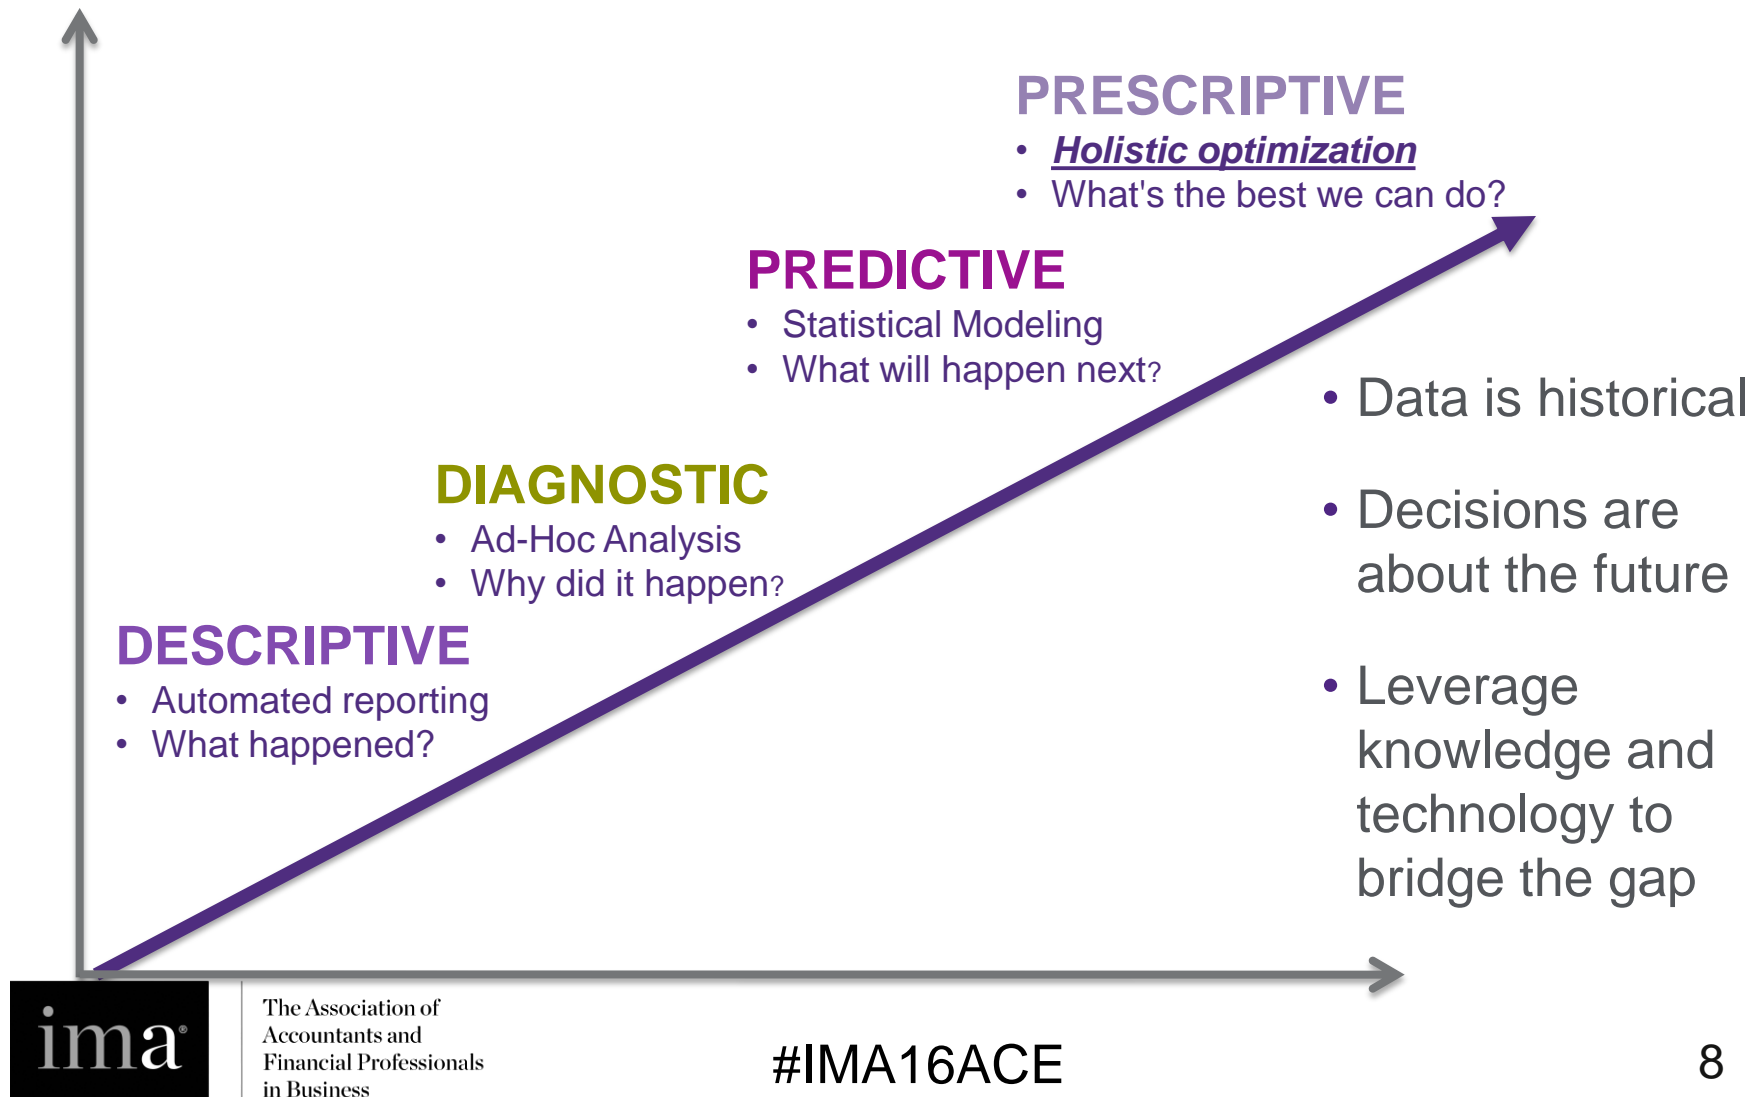 PRESCRIPTIVE
• Holistic optimization
• What's the best we can do?
PREDICTIVE
• Statistical Modeling
• What will happen next?
DIAGNOSTIC
• Ad-Hoc Analysis
• Why did it happen?
DESCRIPTIVE
• Automated reporting
• What happened?
• Data is historical
• Decisions are
about the future
• Leverage
knowledge and
technology to
bridge the gap
ima®
The Association of
Accountants and
Financial Professionals
in Business
#IMA16ACE
8